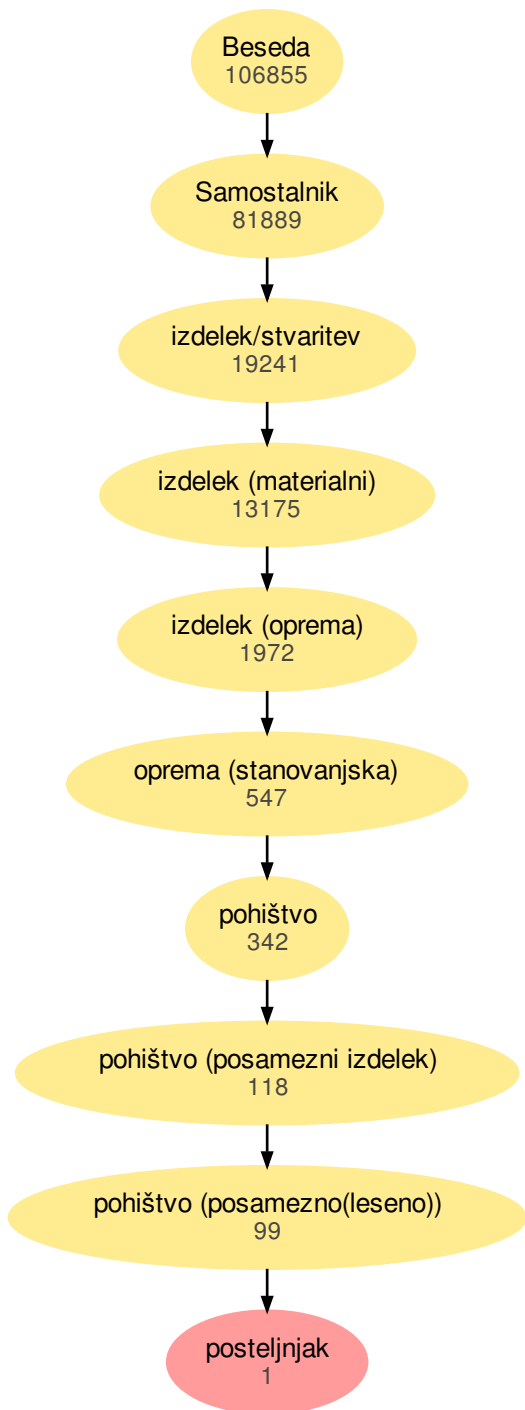 Beseda
106855
Samostalnik
81889
izdelek/stvaritev
19241
izdelek (materialni)
13175
izdelek (oprema)
1972
oprema (stanovanjska)
547
pohištvo
342
pohištvo (posamezni izdelek)
118
pohištvo (posamezno(leseno))
99
posteljnjak
1